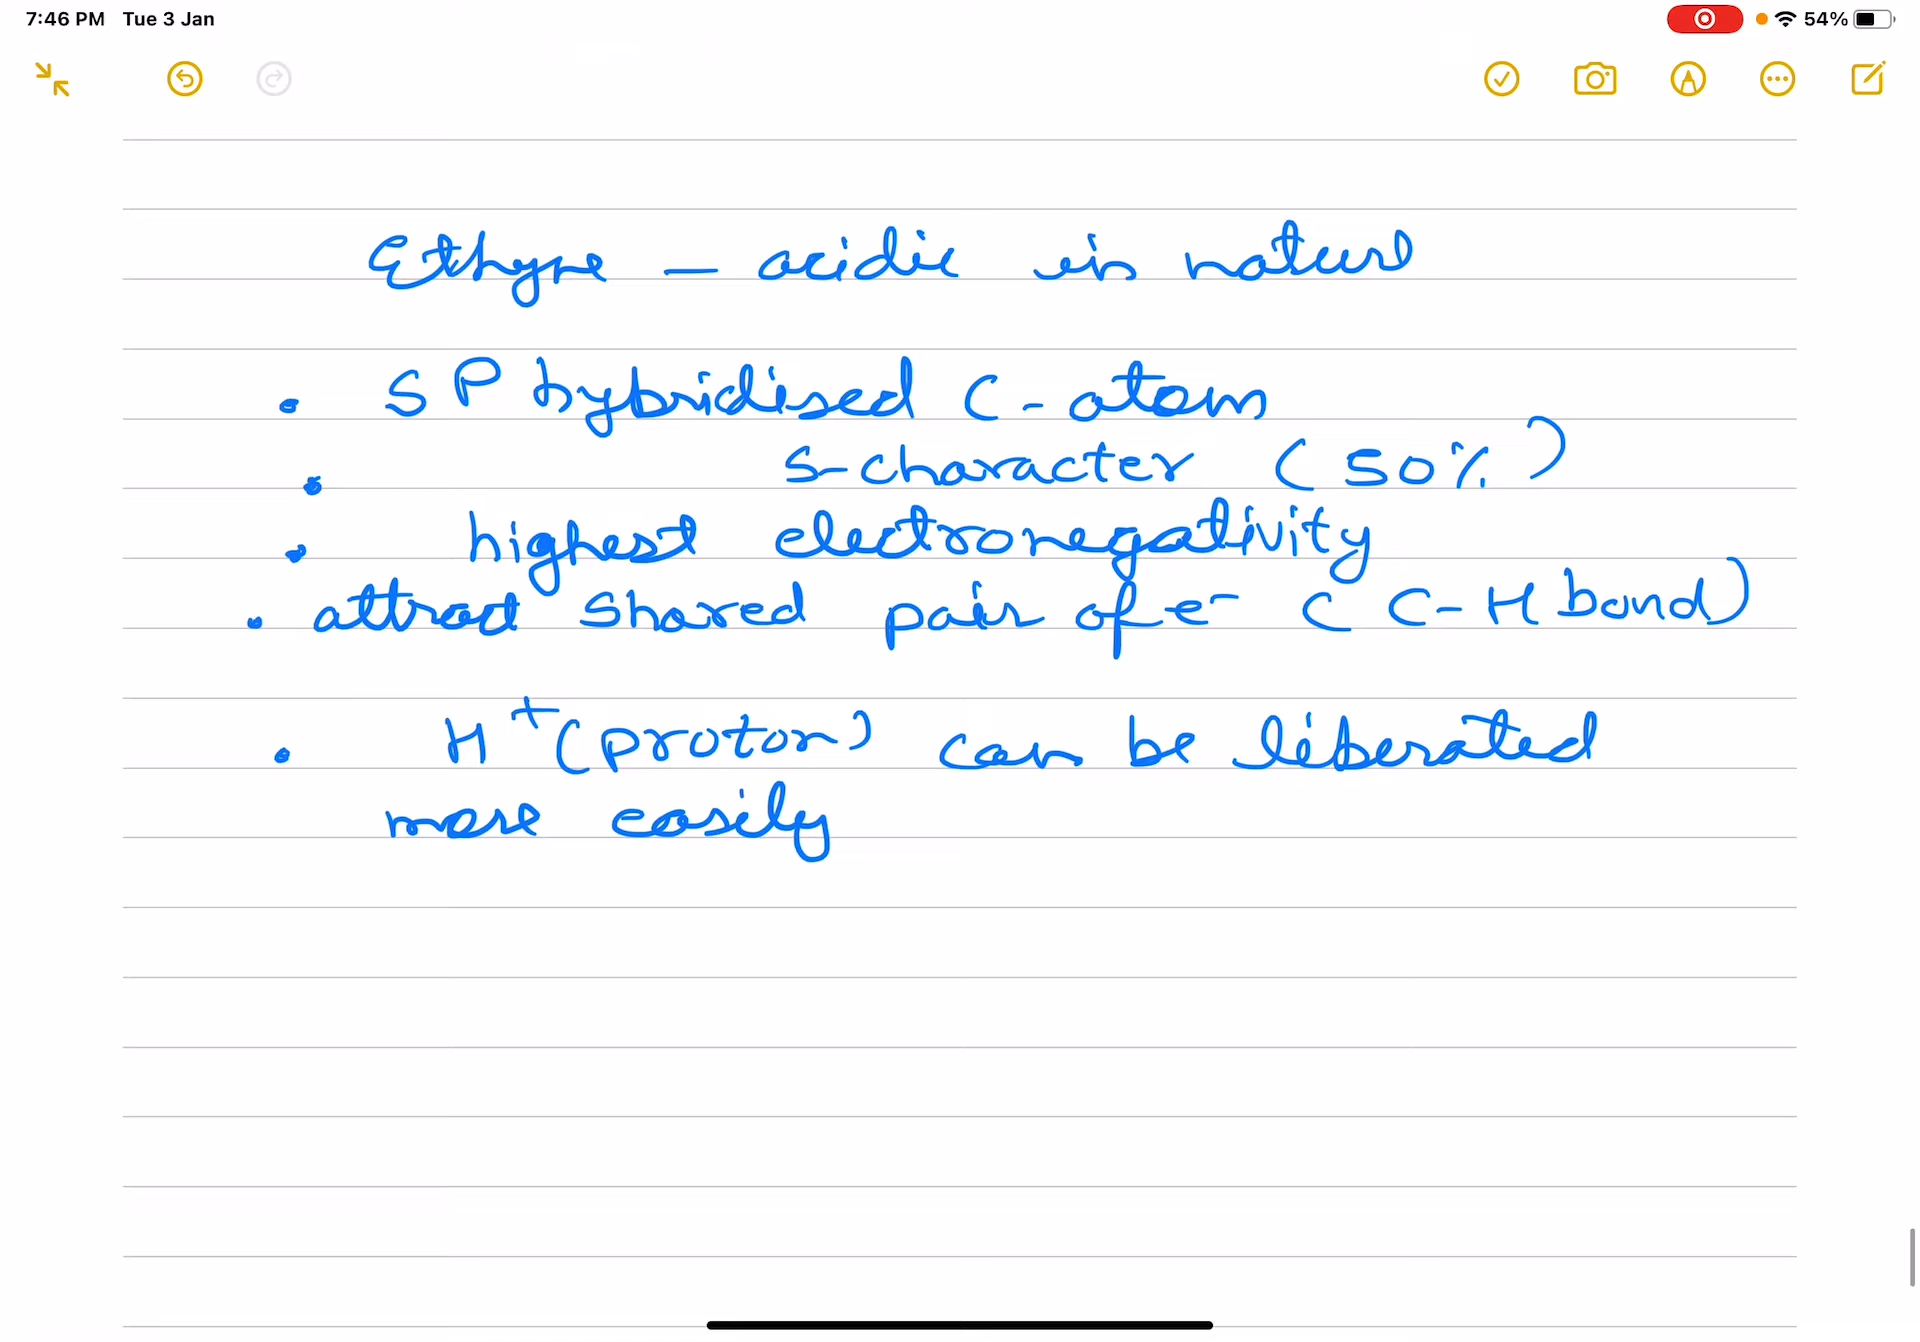 7:46 PM Tue 3 Jan 54%
Ethyne – acidic in nature
• SP hybridised C-atom
• s-character (50%)
• highest electronegativity
• attract shared pair of e⁻ ( C-H bond)
• H⁺ (proton) can be liberated
more easily